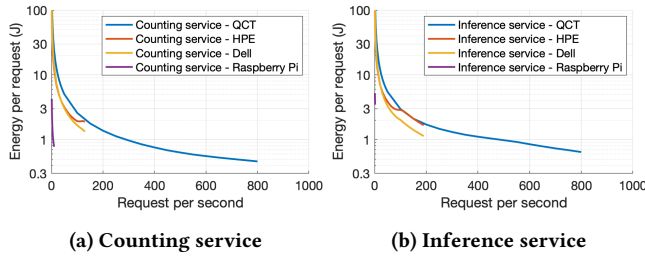 Energy per request (J)
100
30
10
3
1
0.3
Counting service - QCT
Counting service - HPE
Counting service - Dell
Counting service - Raspberry Pi
0 200 400 600 800 1000
Request per second
(a) Counting service
Energy per request (J)
100
30
10
3
1
0.3
Inference service - QCT
Inference service - HPE
Inference service - Dell
Inference service - Raspberry Pi
0 200 400 600 800 1000
Request per second
(b) Inference service